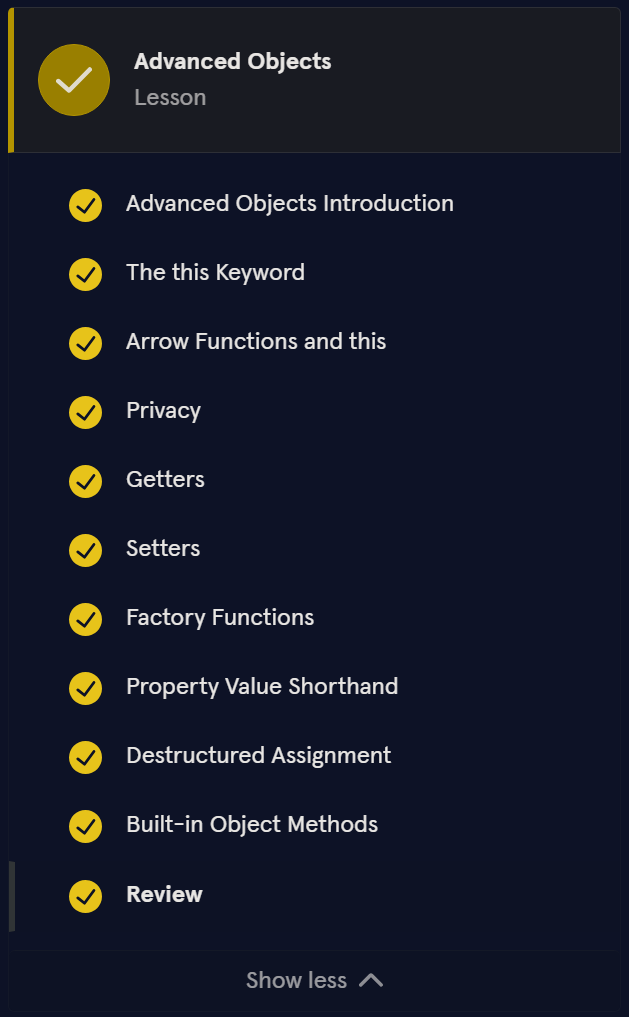 Advanced Objects
Lesson
Advanced Objects Introduction
The this Keyword
Arrow Functions and this
Privacy
Getters
Setters
Factory Functions
Property Value Shorthand
Destructured Assignment
Built-in Object Methods
Review
Show less